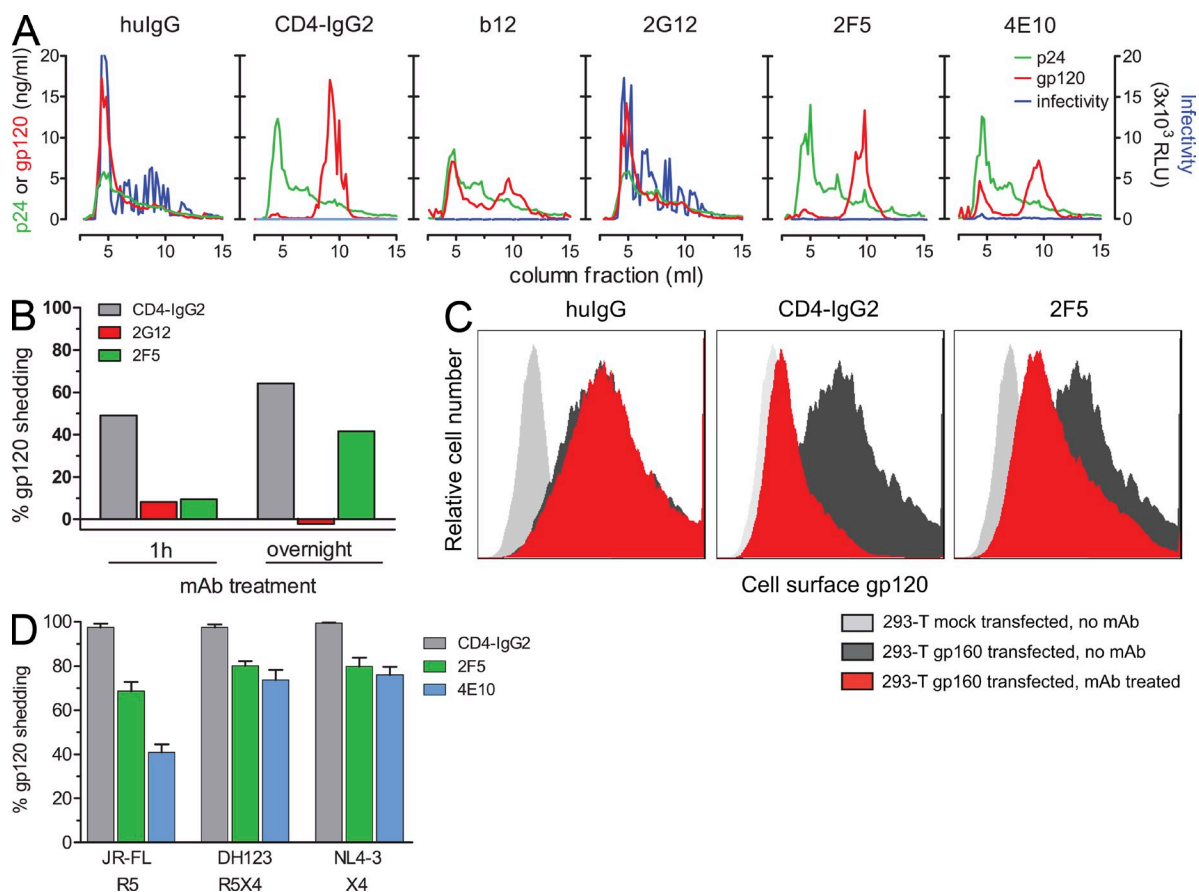 A
huIgG
CD4-IgG2
b12
2G12
2F5
4E10
p24 or gp120 (ng/ml)
20
15
10
5
0
p24
gp120
infectivity
20
15
10
5
0
Infectivity
(3x10³ RLU)
5 10 15
5 10 15
5 10 15
5 10 15
5 10 15
5 10 15
column fraction (ml)
B
% gp120 shedding
100
80
60
40
20
0
CD4-IgG2
2G12
2F5
1h
overnight
mAb treatment
C
huIgG
CD4-IgG2
2F5
Relative cell number
Cell surface gp120
293-T mock transfected, no mAb
293-T gp160 transfected, no mAb
293-T gp160 transfected, mAb treated
D
% gp120 shedding
100
80
60
40
20
0
CD4-IgG2
2F5
4E10
JR-FL
DH123
NL4-3
R5
R5X4
X4